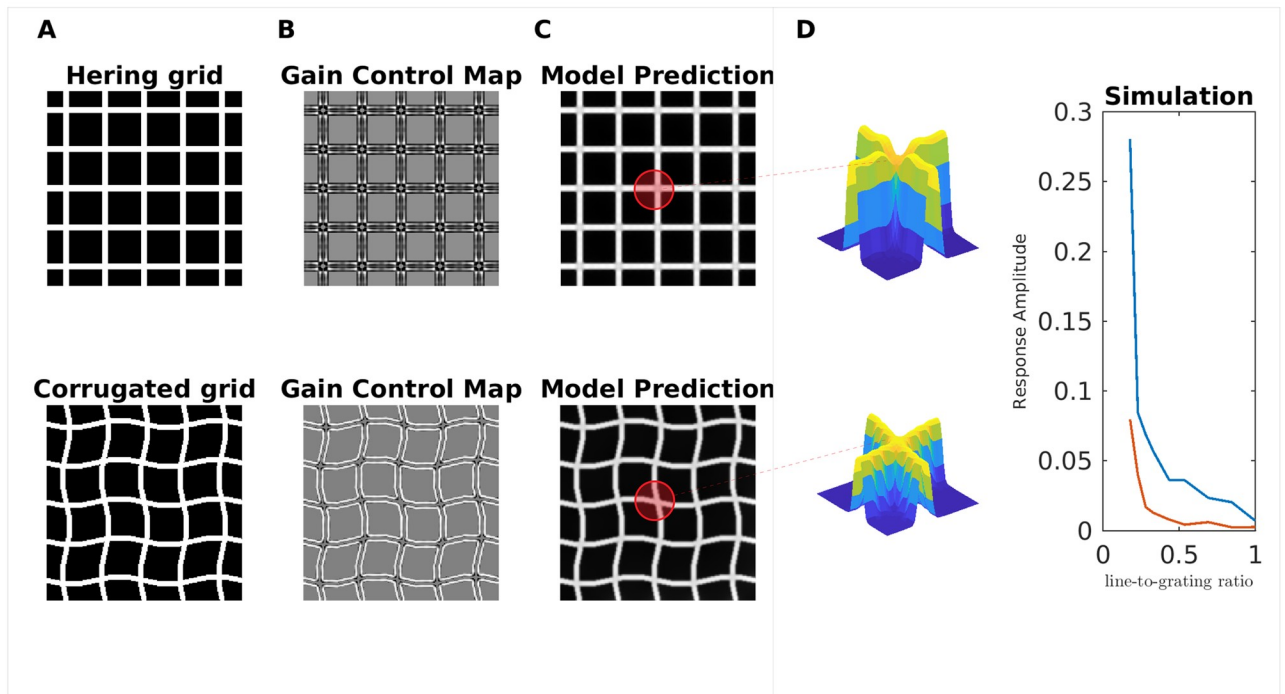 A
B
C
D
Hering grid
Gain Control Map
Model Prediction
Corrugated grid
Gain Control Map
Model Prediction
Simulation
Response Amplitude
0.3
0.25
0.2
0.15
0.1
0.05
0
0
0.5
1
line-to-grating ratio